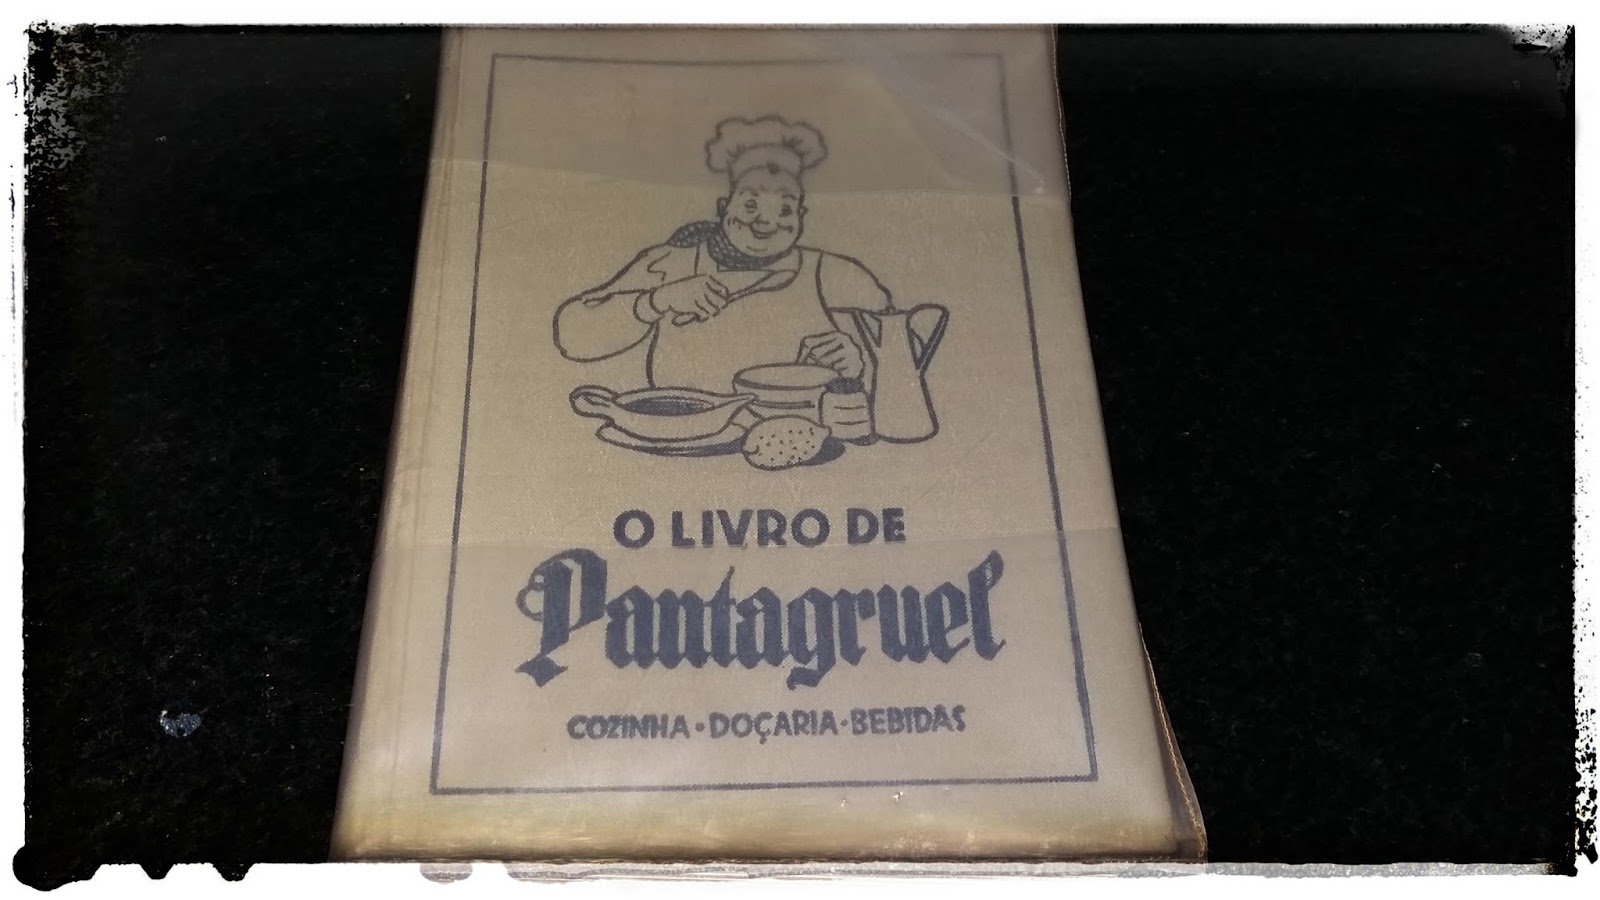 O LIVRO DE
Pantagruel
COZINHA · DOÇARIA · BEBIDAS